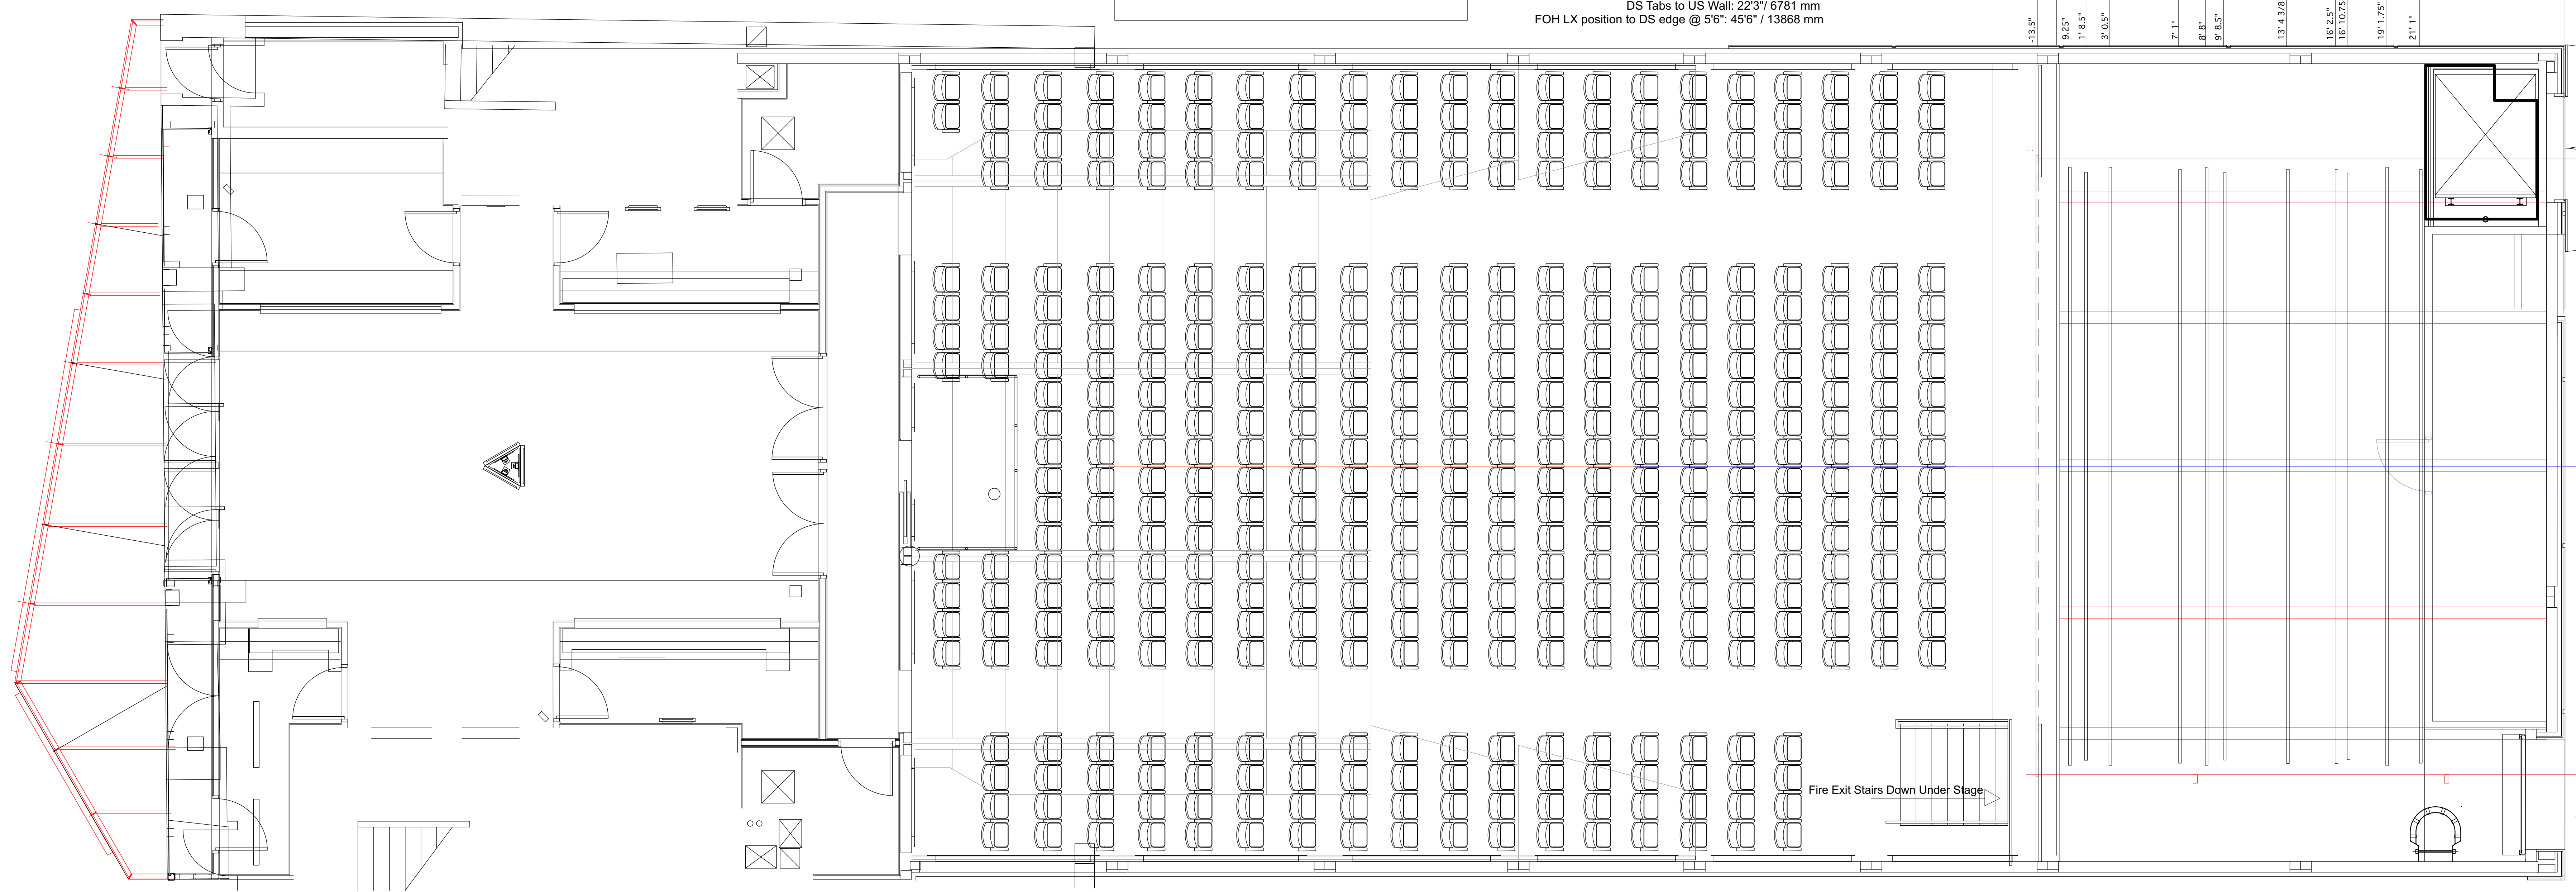 DS Tabs to US Wall: 22'3"/ 6781 mm
FOH LX position to DS edge @ 5'6": 45'6" / 13868 mm
-13.5"
9.25"
1' 8.5"
3' 0.5"
7' 1"
8' 8"
9' 8.5"
13' 4 3/8"
16' 2.5"
16' 10.75"
19' 1.75"
21' 1"
Fire Exit Stairs Down Under Stage